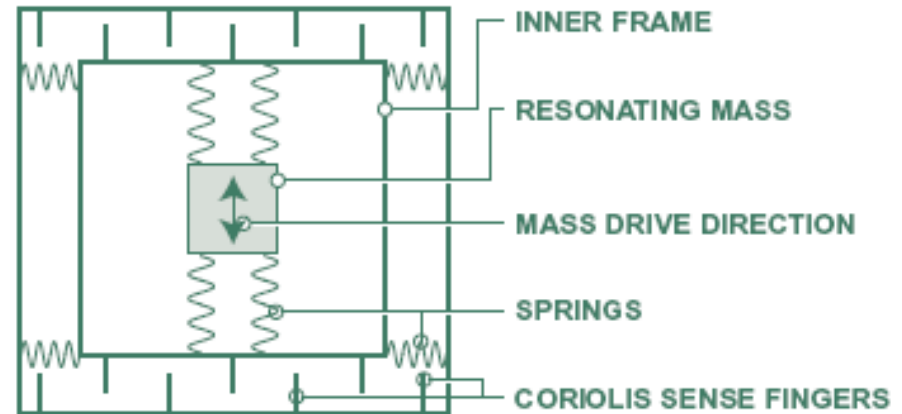 INNER FRAME
RESONATING MASS
MASS DRIVE DIRECTION
SPRINGS
CORIOLIS SENSE FINGERS